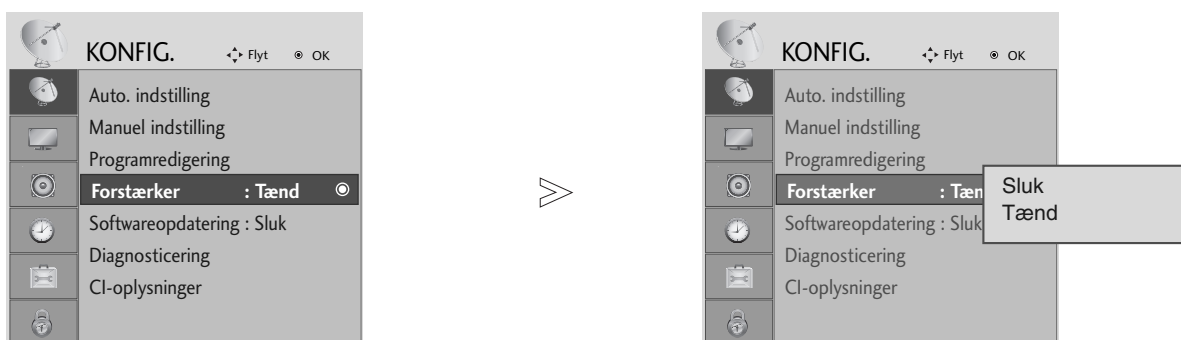 KONFIG. Flyt OK
Auto. indstilling
Manuel indstilling
Programredigering
Forstærker : Tænd
Softwareopdatering : Sluk
Diagnosticering
CI-oplysninger
KONFIG. Flyt OK
Auto. indstilling
Manuel indstilling
Programredigering
Forstærker : Tæn
Softwareopdatering : Sluk
Diagnosticering
CI-oplysninger
Sluk
Tænd